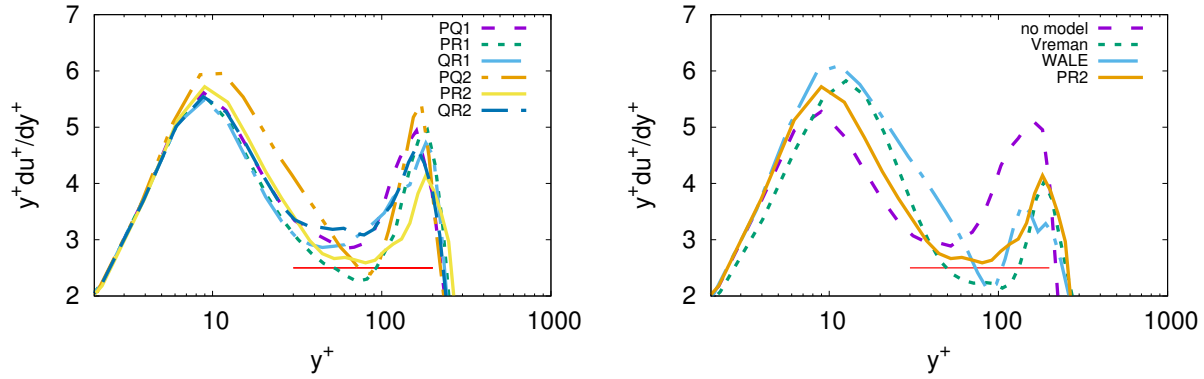 PQ1
PR1
QR1
PQ2
PR2
QR2
7
6
5
4
3
2
10
100
1000
y+ du+/dy+
y+
no model
Vreman
WALE
PR2
7
6
5
4
3
2
10
100
1000
y+ du+/dy+
y+